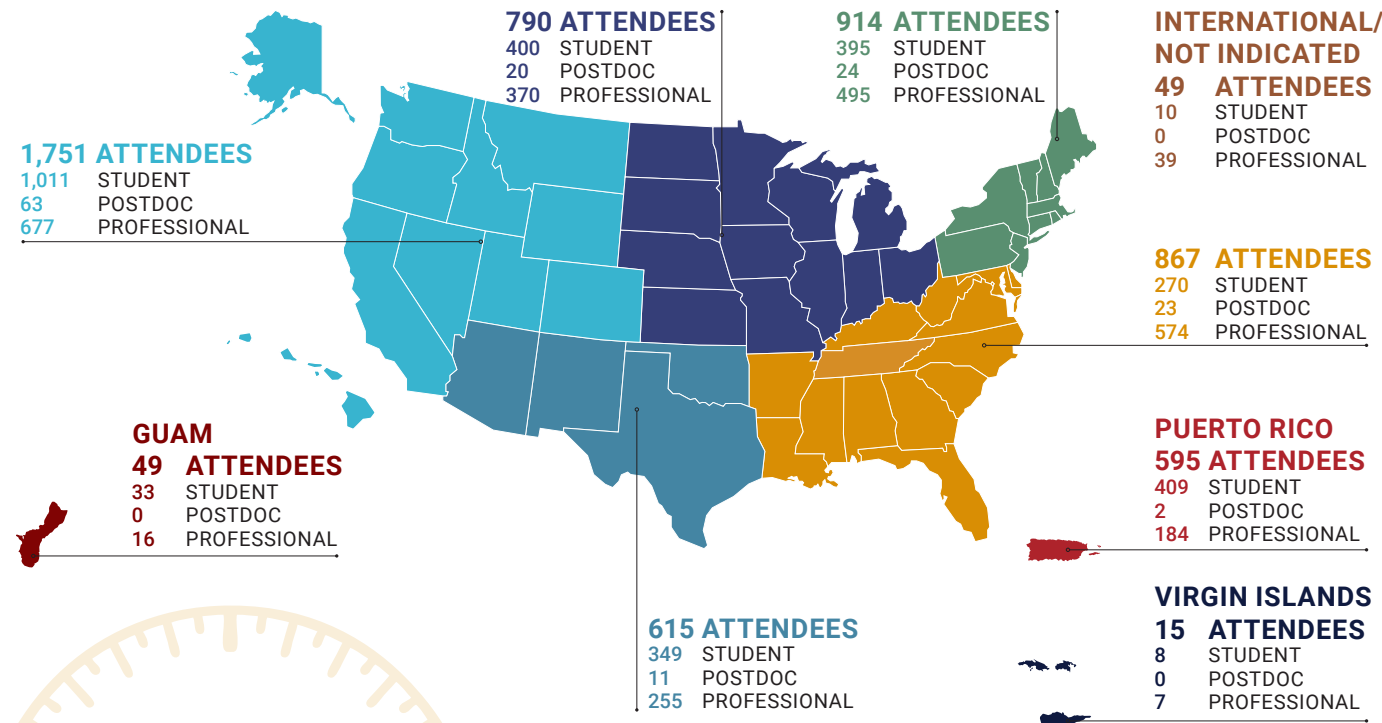 790 ATTENDEES
400 STUDENT
20 POSTDOC
370 PROFESSIONAL
914 ATTENDEES
395 STUDENT
24 POSTDOC
495 PROFESSIONAL
INTERNATIONAL/
NOT INDICATED
49 ATTENDEES
10 STUDENT
0 POSTDOC
39 PROFESSIONAL
1,751 ATTENDEES
1,011 STUDENT
63 POSTDOC
677 PROFESSIONAL
867 ATTENDEES
270 STUDENT
23 POSTDOC
574 PROFESSIONAL
GUAM
49 ATTENDEES
33 STUDENT
0 POSTDOC
16 PROFESSIONAL
PUERTO RICO
595 ATTENDEES
409 STUDENT
2 POSTDOC
184 PROFESSIONAL
615 ATTENDEES
349 STUDENT
11 POSTDOC
255 PROFESSIONAL
VIRGIN ISLANDS
15 ATTENDEES
8 STUDENT
0 POSTDOC
7 PROFESSIONAL